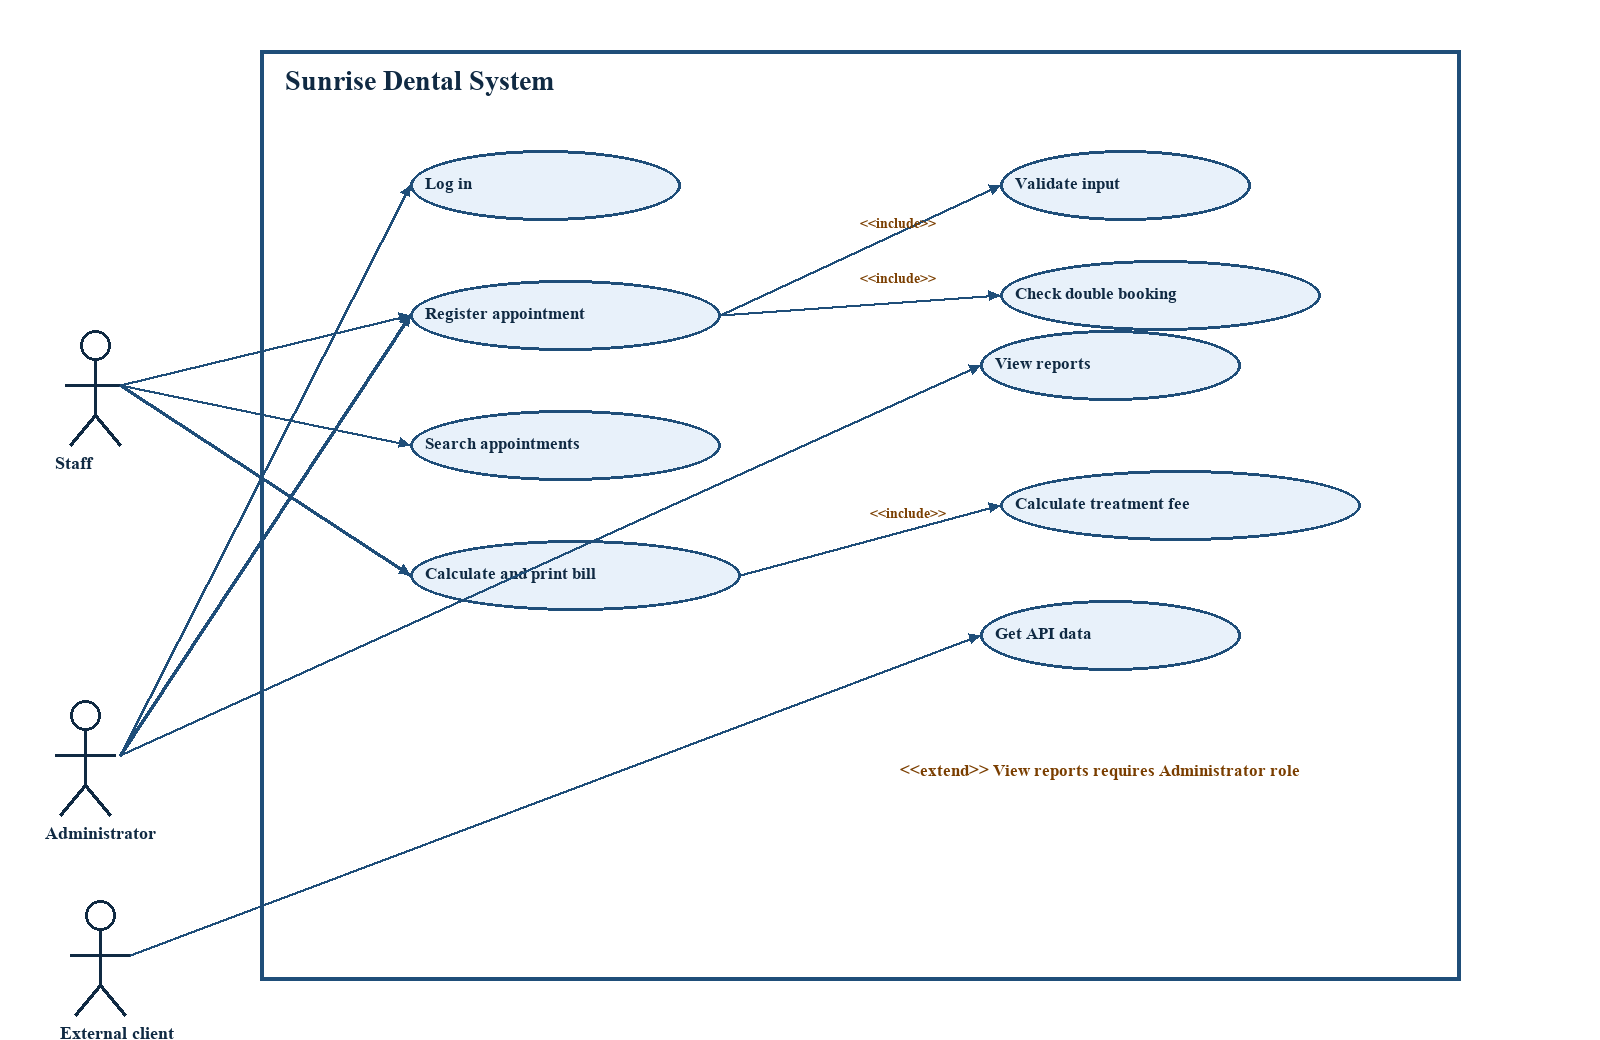 Sunrise Dental System
Log in
Validate input
<<include>>
<<include>>
Check double booking
Register appointment
View reports
Search appointments
Staff
Calculate treatment fee
<<include>>
Calculate and print bill
Get API data
<<extend>> View reports requires Administrator role
Administrator
External client